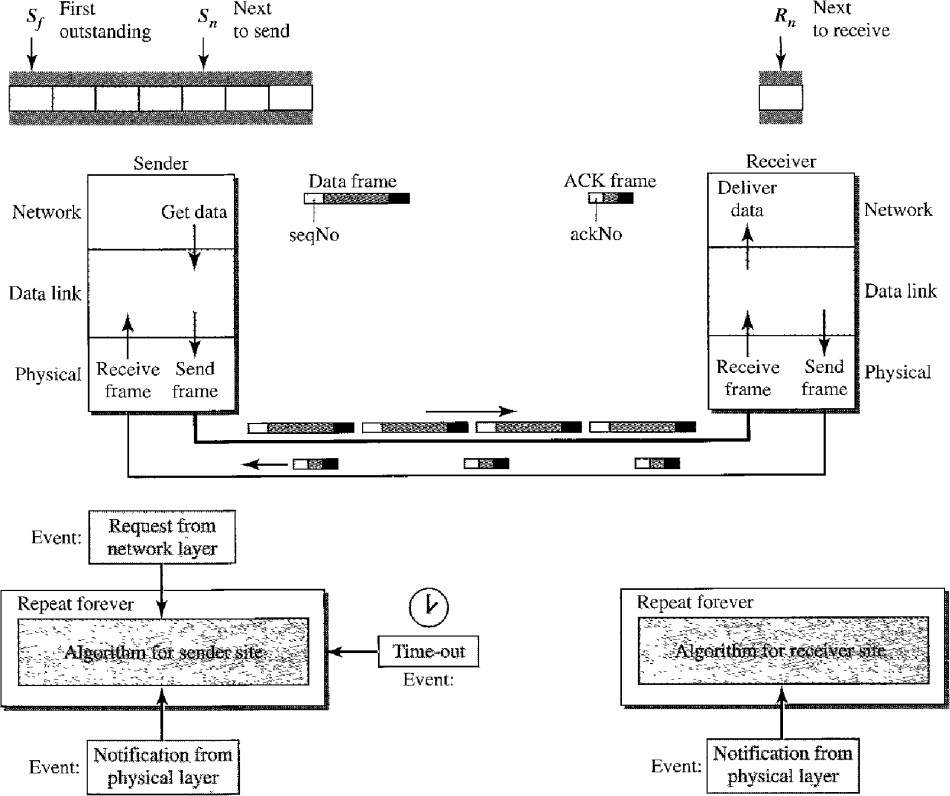 Sf First outstanding
Sn Next to send
Rn Next to receive
Sender
Receiver
Data frame
ACK frame
seqNo
ackNo
Network
Get data
Deliver data
Network
Data link
Data link
Physical
Receive frame
Send frame
Receive frame
Send frame
Physical
Event:
Request from
network layer
Repeat forever
Algorithm for sender site
Time-out
Event:
Repeat forever
Algorithm for receiver site
Event:
Notification from
physical layer
Event:
Notification from
physical layer